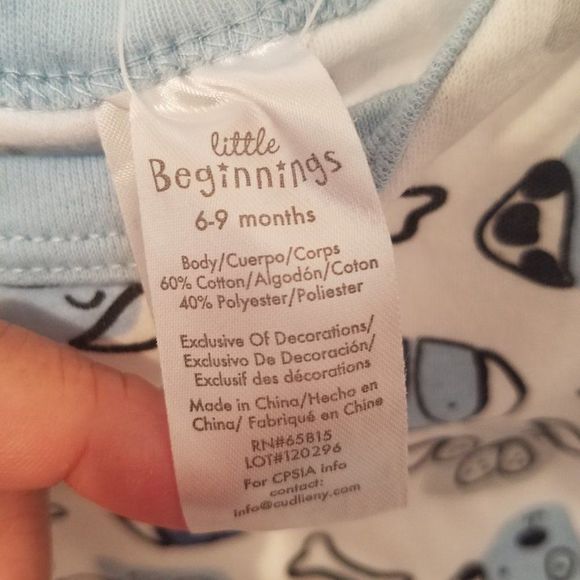 little
Beginnings
6-9 months
Body/Cuerpo/Corps
60% Cotton/Algodón/Coton
40% Polyester/Poliester
Exclusive Of Decorations/
Exclusivo De Decoración/
Exclusif des décorations
Made in China/Hecho en
China/ Fabriqué en Chine
RN#65815
LOT#120296
For CPSIA info
contact:
info@cudlieny.com